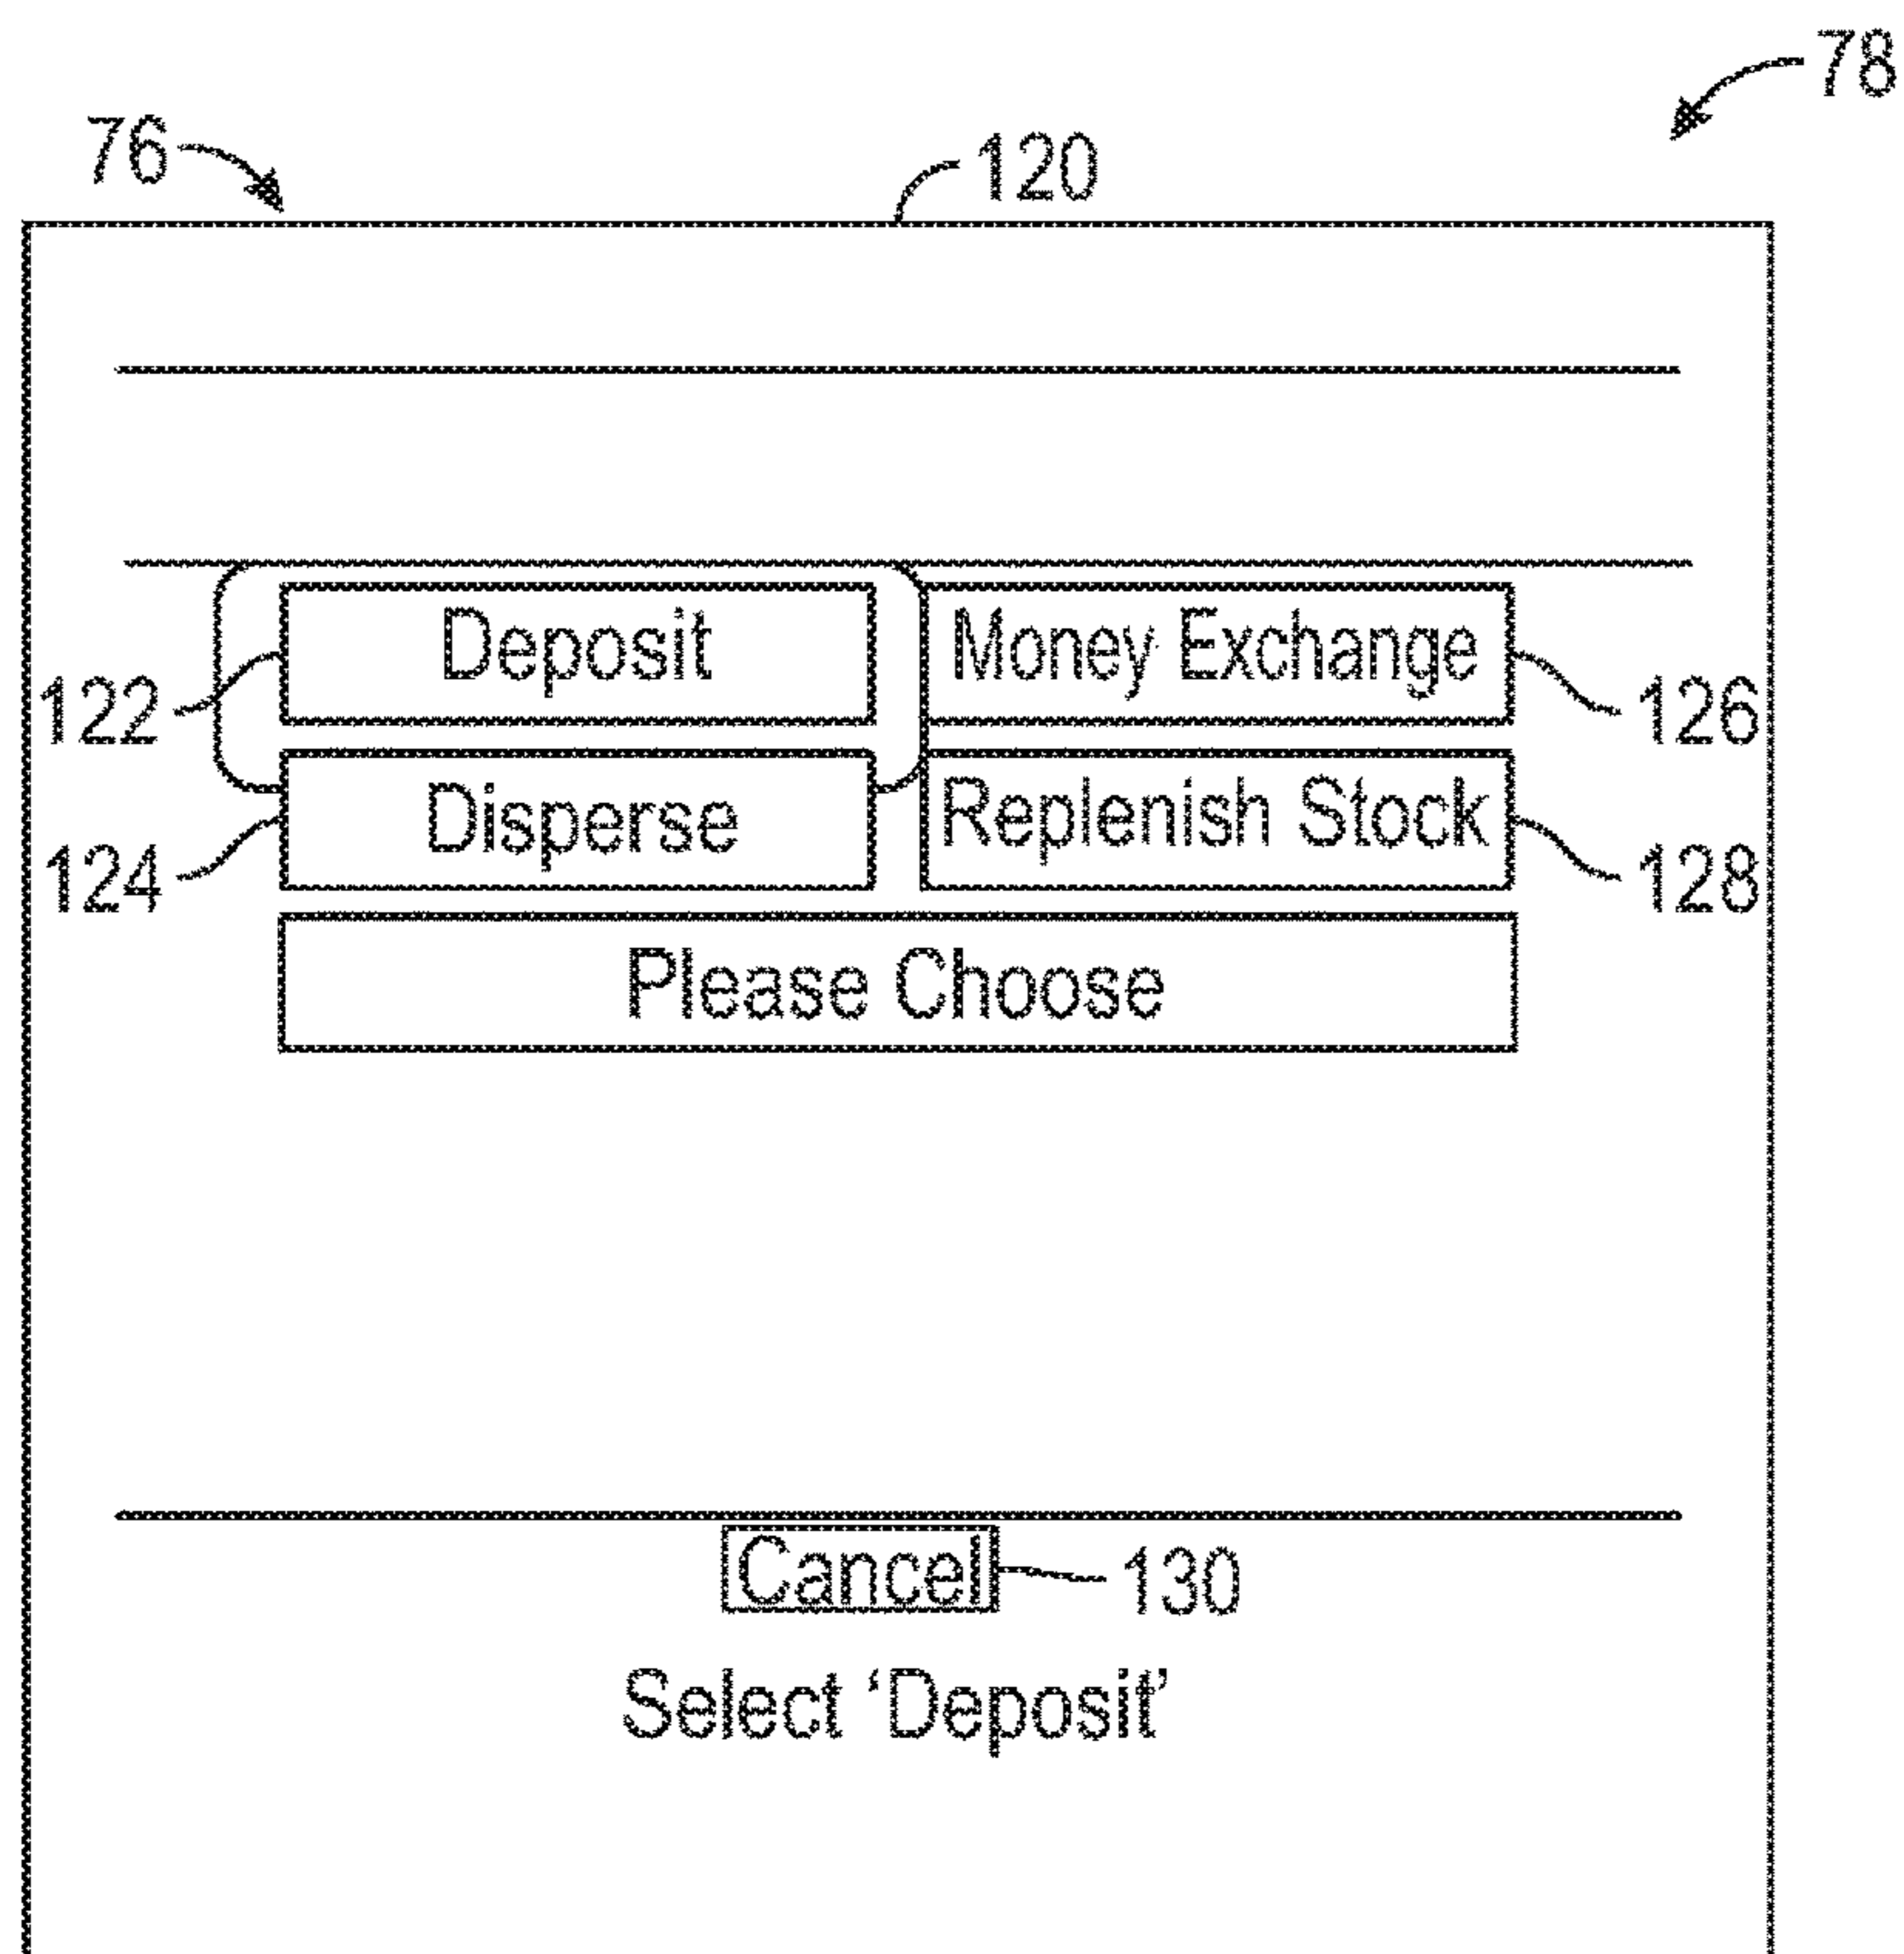 78
76
120
Deposit
Money Exchange
122
126
Disperse
Replenish Stock
124
128
Please Choose
Cancel
130
Select ‘Deposit’